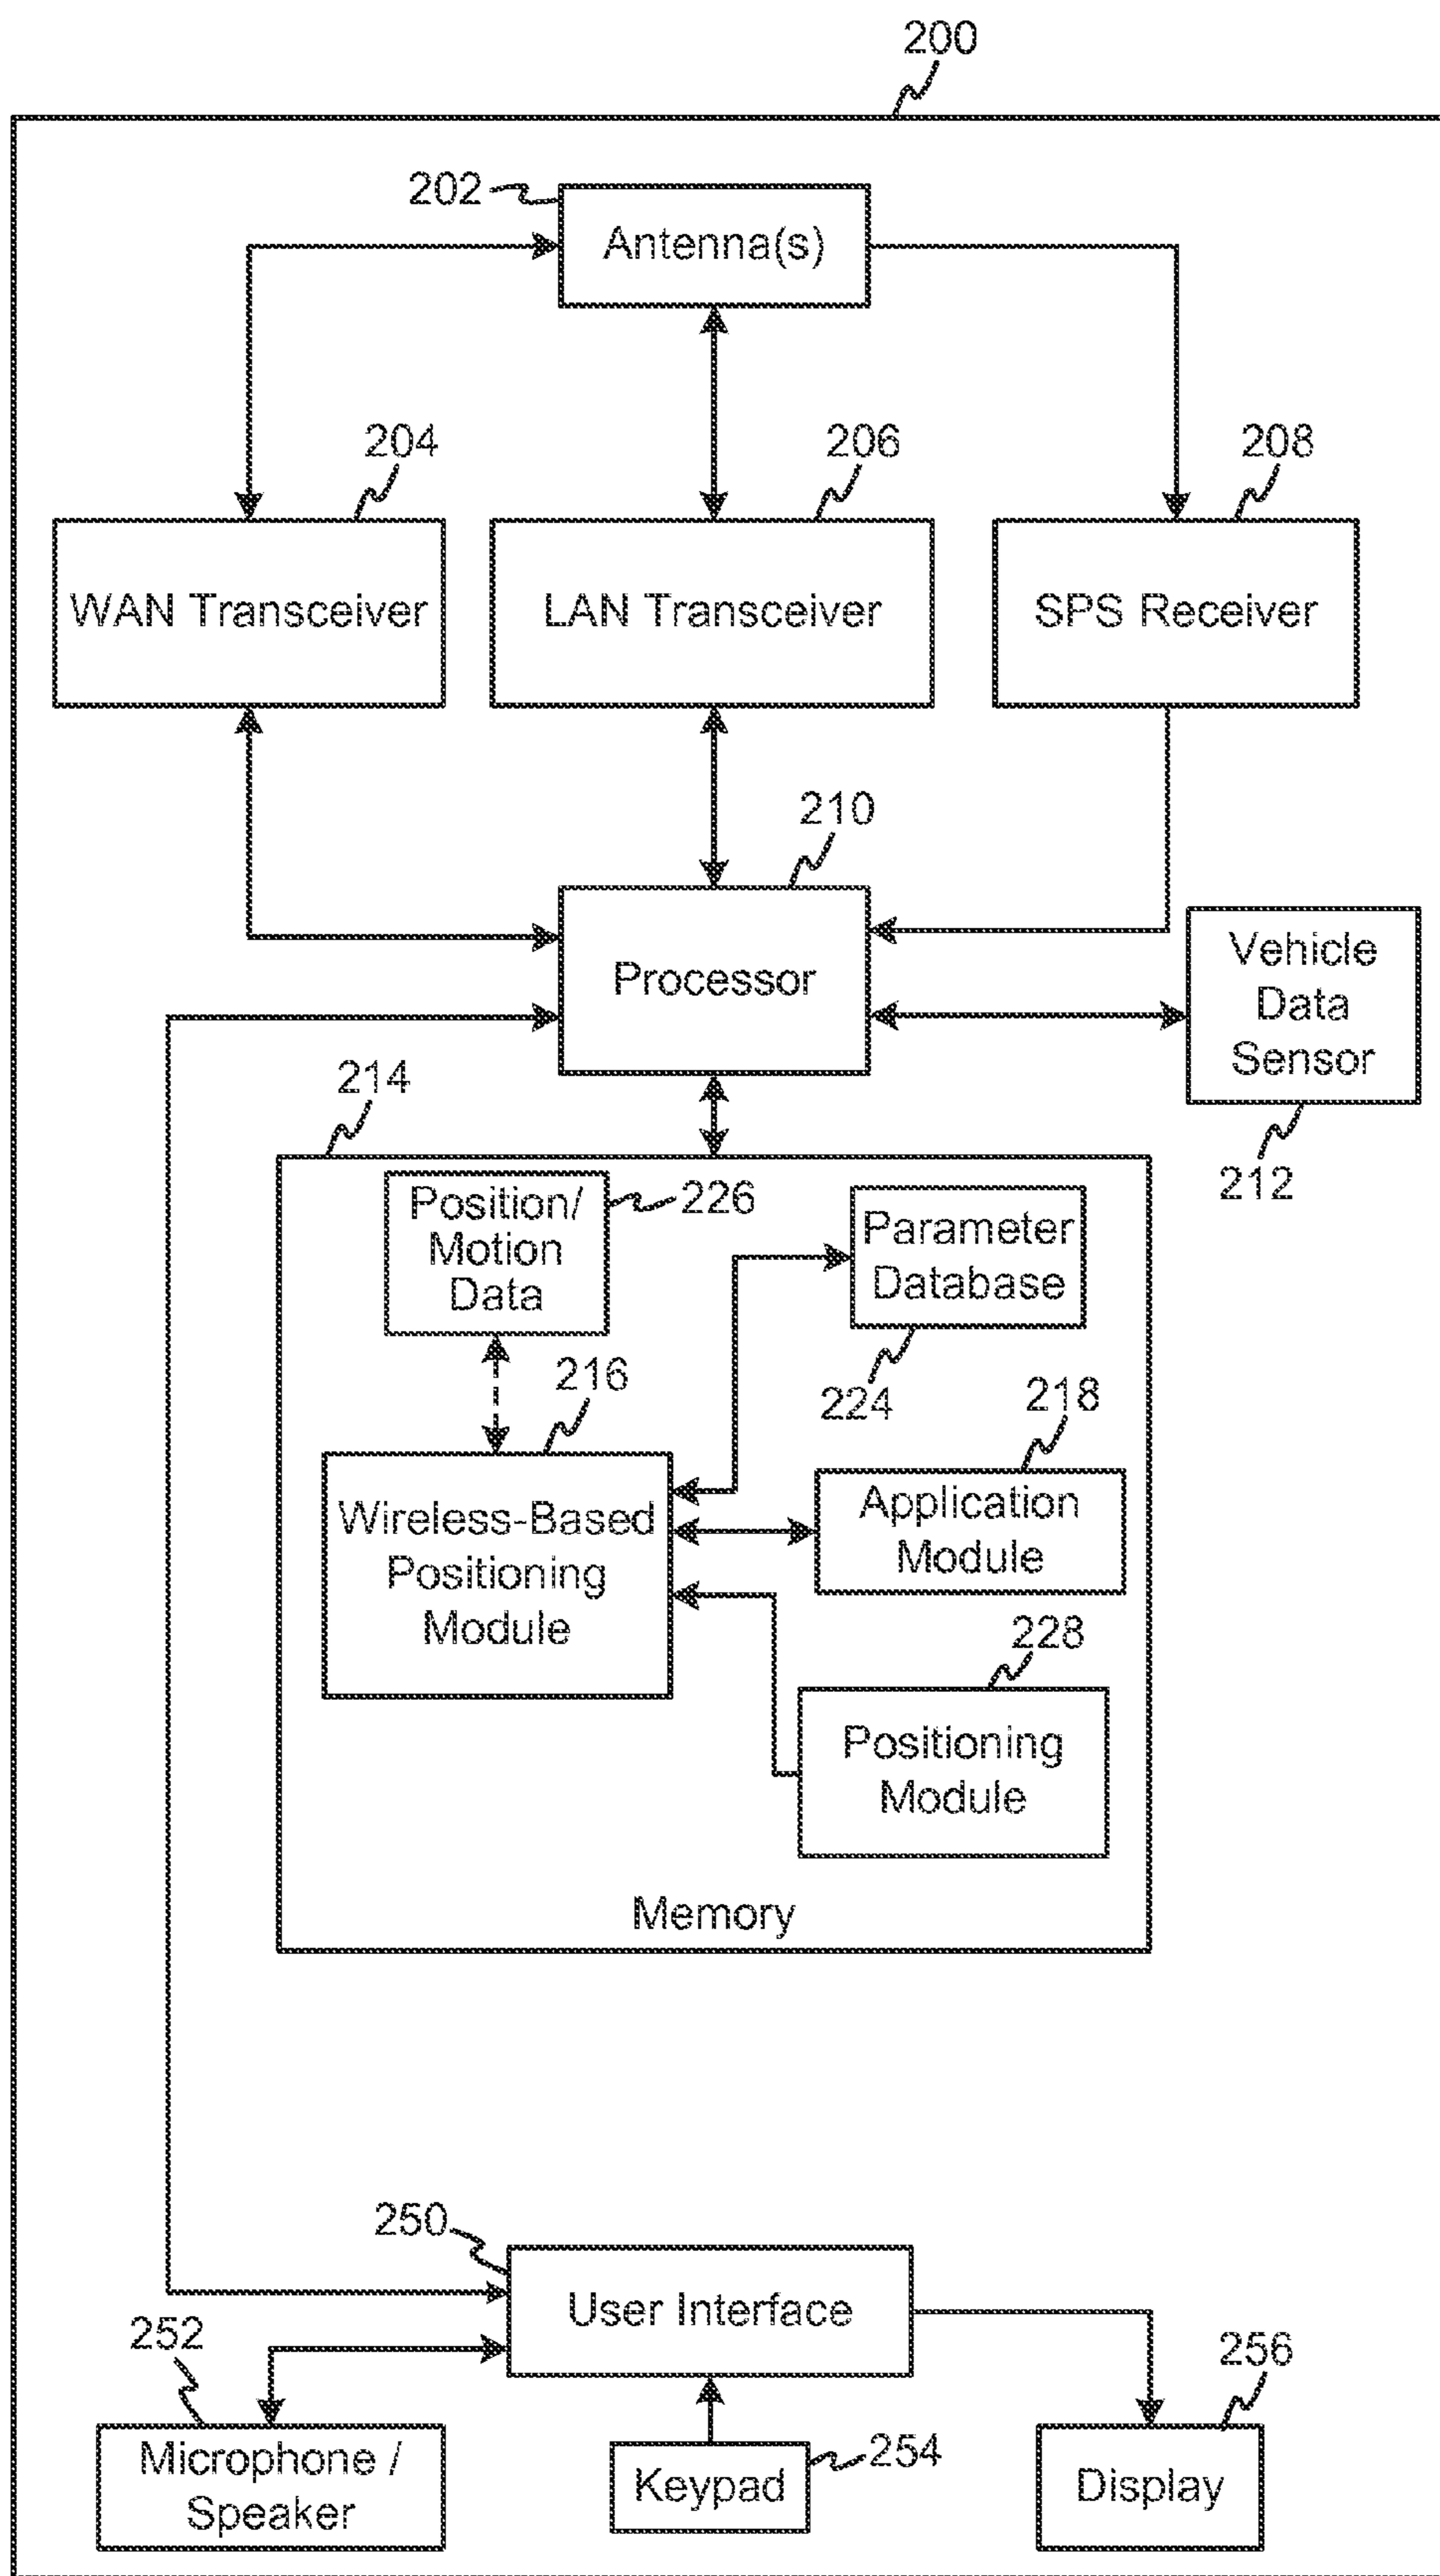 200
202
Antenna(s)
204
206
208
WAN Transceiver
LAN Transceiver
SPS Receiver
210
Processor
Vehicle
Data
Sensor
212
214
Position/
Motion
Data
226
Parameter
Database
224
216
218
Wireless-Based
Positioning
Module
Application
Module
228
Positioning
Module
Memory
250
User Interface
252
256
Microphone /
Speaker
Keypad
254
Display